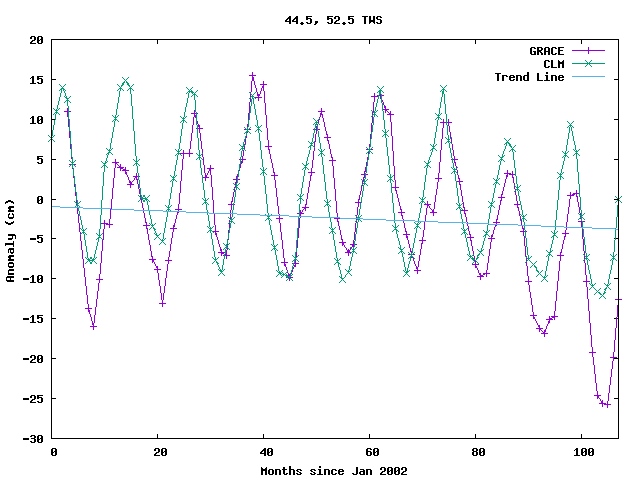 44.5, 52.5 TWS
GRACE
CLM
Trend Line
20
15
10
5
0
-5
-10
-15
-20
-25
-30
Anomaly (cm)
0 20 40 60 80 100
Months since Jan 2002